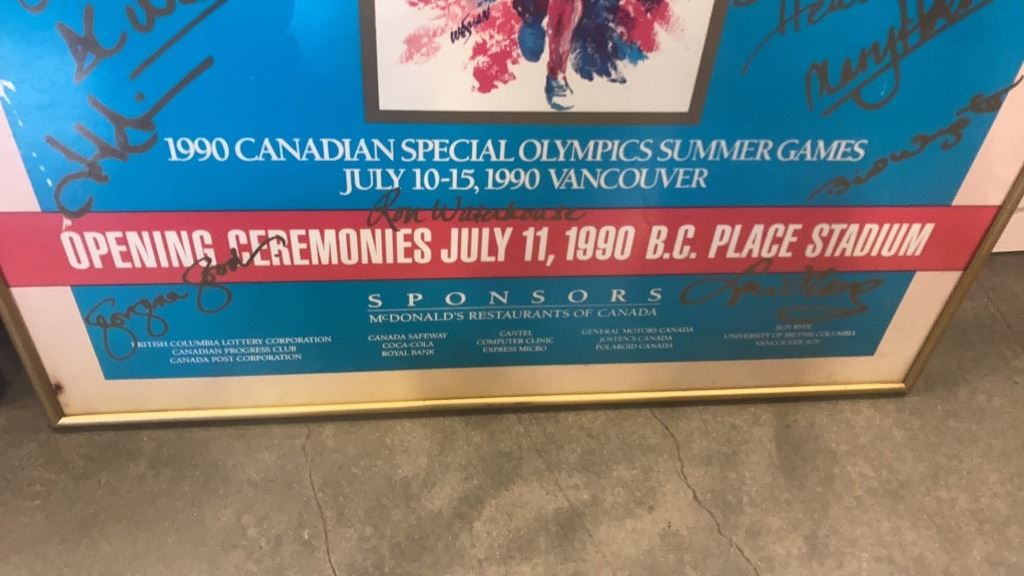 WESTAN
1990 CANADIAN SPECIAL OLYMPICS SUMMER GAMES
JULY 10-15, 1990 VANCOUVER
Ron Waterhouse
OPENING CEREMONIES JULY 11, 1990 B.C. PLACE STADIUM
SPONSORS
McDONALD'S RESTAURANTS OF CANADA
BRITISH COLUMBIA LOTTERY CORPORATION
CANADIAN PROGRESS CLUB
CANADA POST CORPORATION
CANADA SAFEWAY
COCA-COLA
ROYAL BANK
CANTEL
COMPUTER CLINIC
EXPRESS MICRO
GENERAL MOTORS CANADA
JOSTEN'S CANADA
POLAROID CANADA
SUN RYPE
UNIVERSITY OF BRITISH COLUMBIA
VANCOUVER SUN